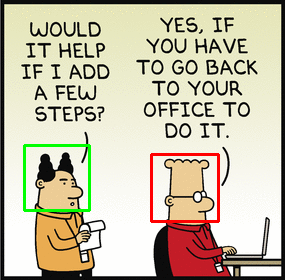 WOULD
IT HELP
IF I ADD
A FEW
STEPS?
YES, IF
YOU HAVE
TO GO BACK
TO YOUR
OFFICE TO
DO IT.